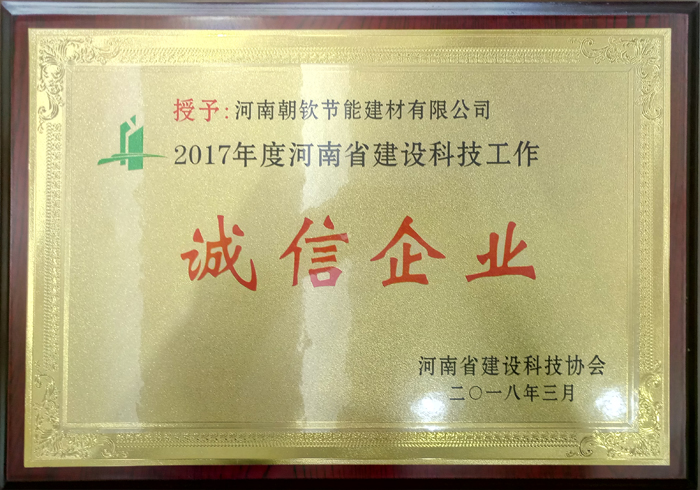 授予:河南朝钦节能建材有限公司
2017年度河南省建设科技工作
诚信企业
河南省建设科技协会
二〇一八年三月